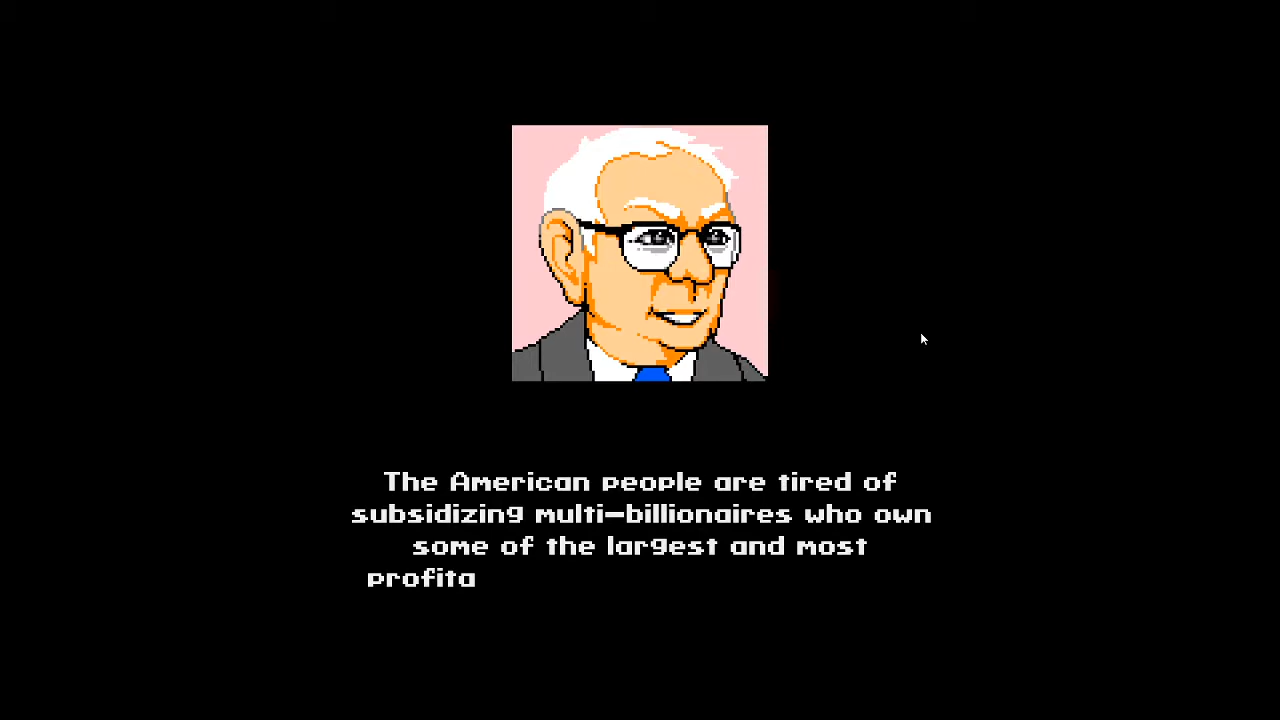 The American people are tired of
subsidizing multi-billionaires who own
some of the largest and most
profita